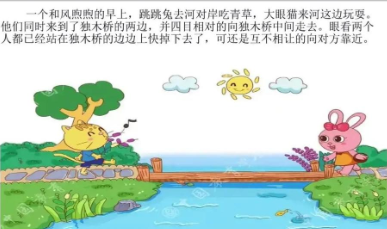 一个和风煦煦的早上，跳跳兔去河对岸吃青草，大眼猫来河这边玩耍。
他们同时来到了独木桥的两边，并四目相对的向独木桥中间走去。眼看两个
人都已经站在独木桥的边边上快掉下去了，可还是互不相让的向对方靠近。